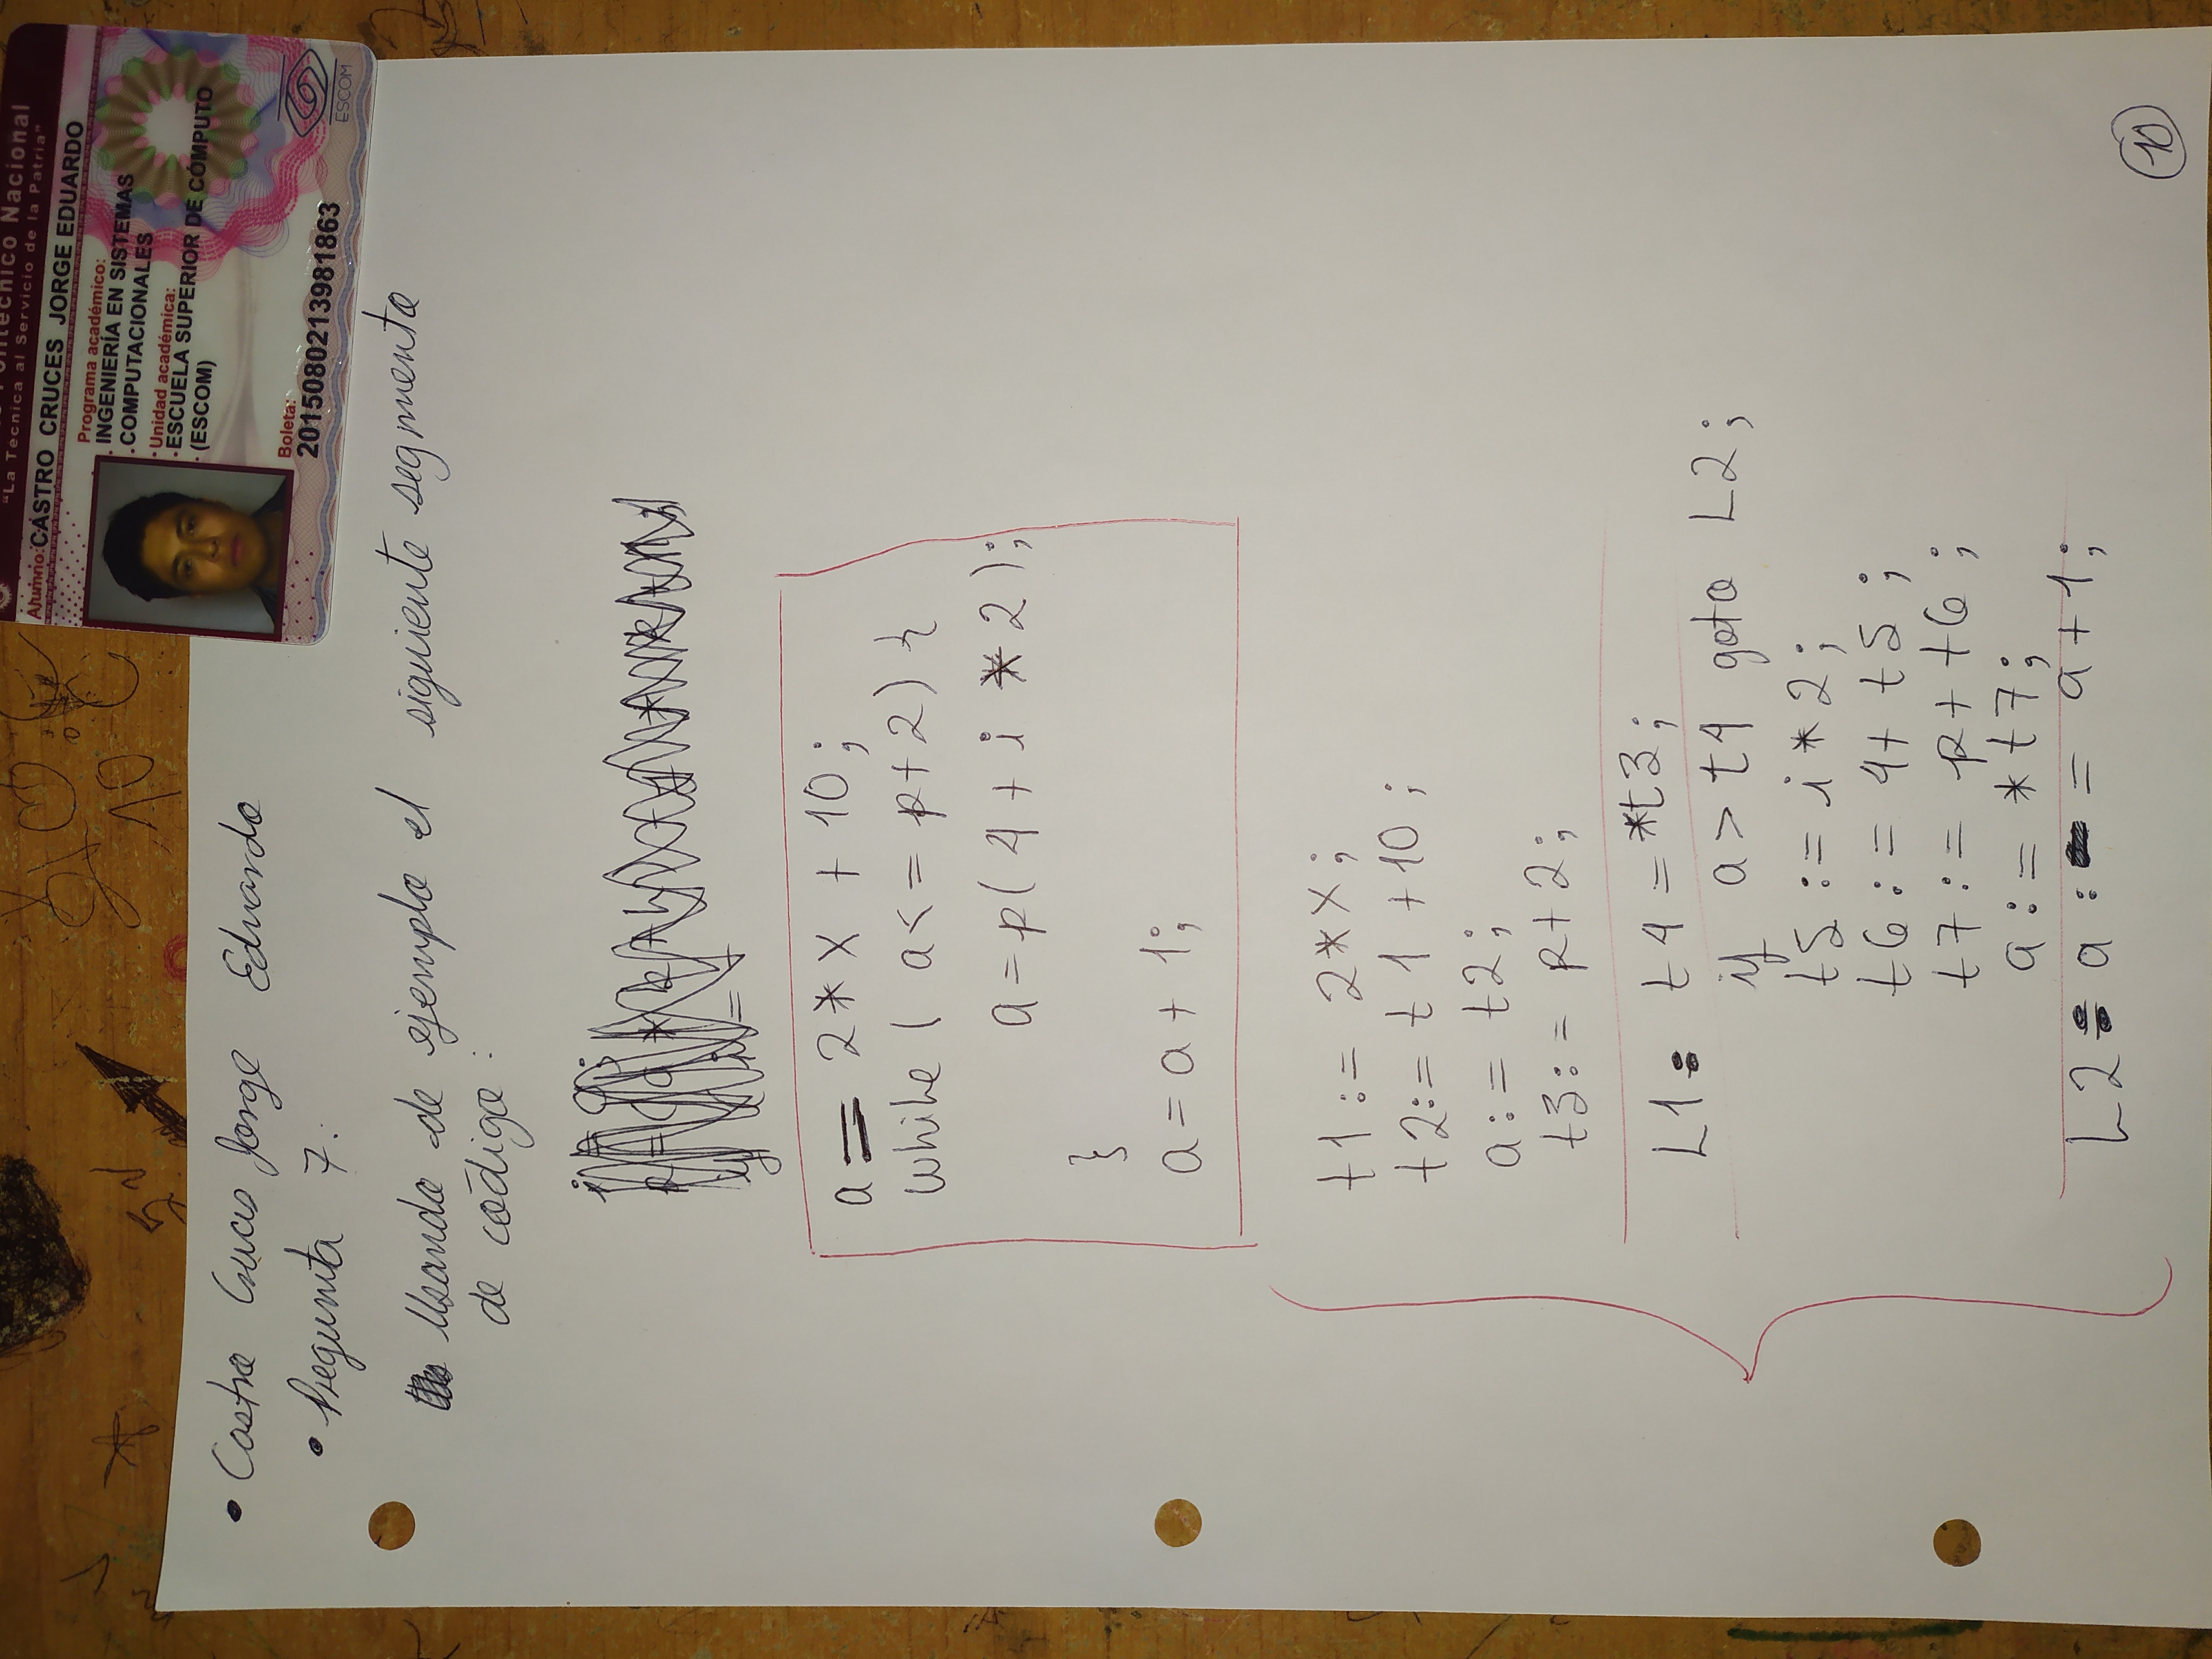 Politécnico Nacional
"La Técnica al Servicio de la Patria"
Alumno: CASTRO CRUCES JORGE EDUARDO
Programa académico:
INGENIERÍA EN SISTEMAS
COMPUTACIONALES
Unidad académica:
ESCUELA SUPERIOR DE CÓMPUTO
(ESCOM)
Boleta:
2015080213981863
ESCOM
10
• Castro Cruces Jorge Eduardo
• Pregunta 7.
Usando de ejemplo el siguiente segmento
de código:
a = 2 * x + 10;
while ( a < = p + 2) {
a = p( 4 + i * 2 );
}
a = a + 1;
t1 := 2 * x;
t2 := t1 + 10;
a := t2;
t3 := p + 2;
L1: t4 = *t3;
if a > t4 goto L2;
t5 := i * 2;
t6 := 4 + t5;
t7 := p + t6;
a := *t7;
L2: a := a + 1;
10